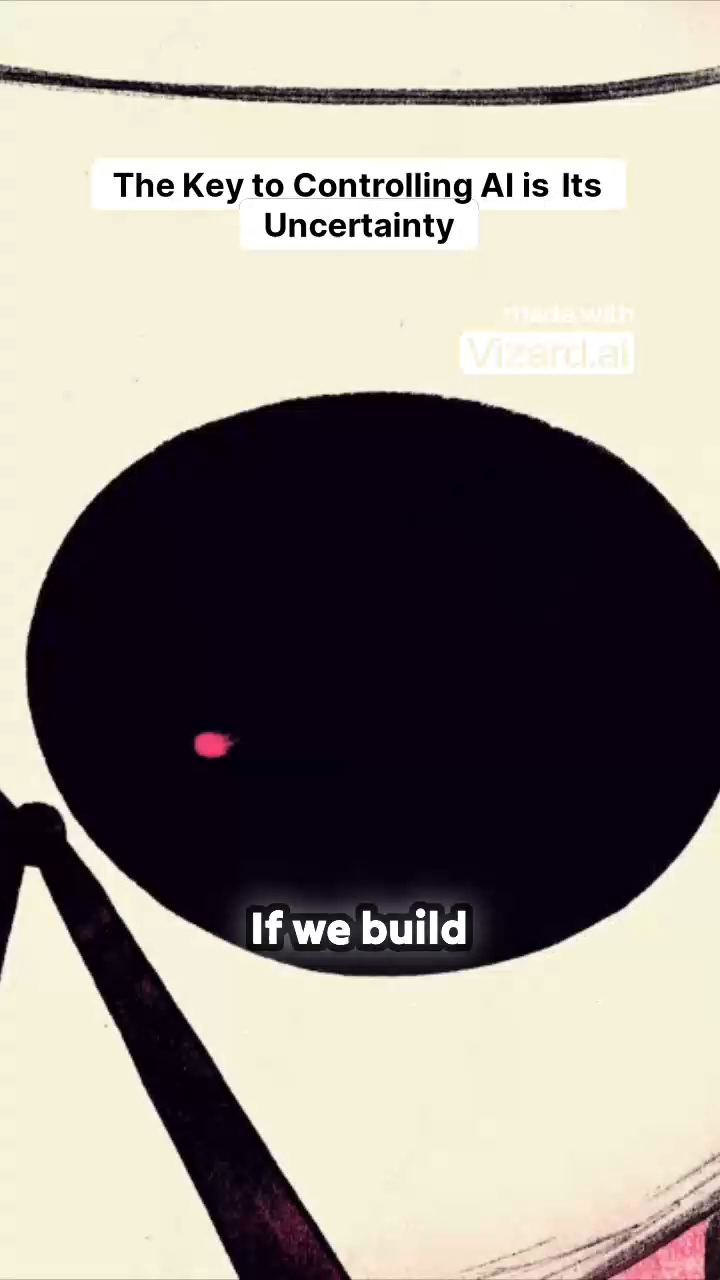 The Key to Controlling AI is Its
Uncertainty
made with
Vizard.ai
If we build